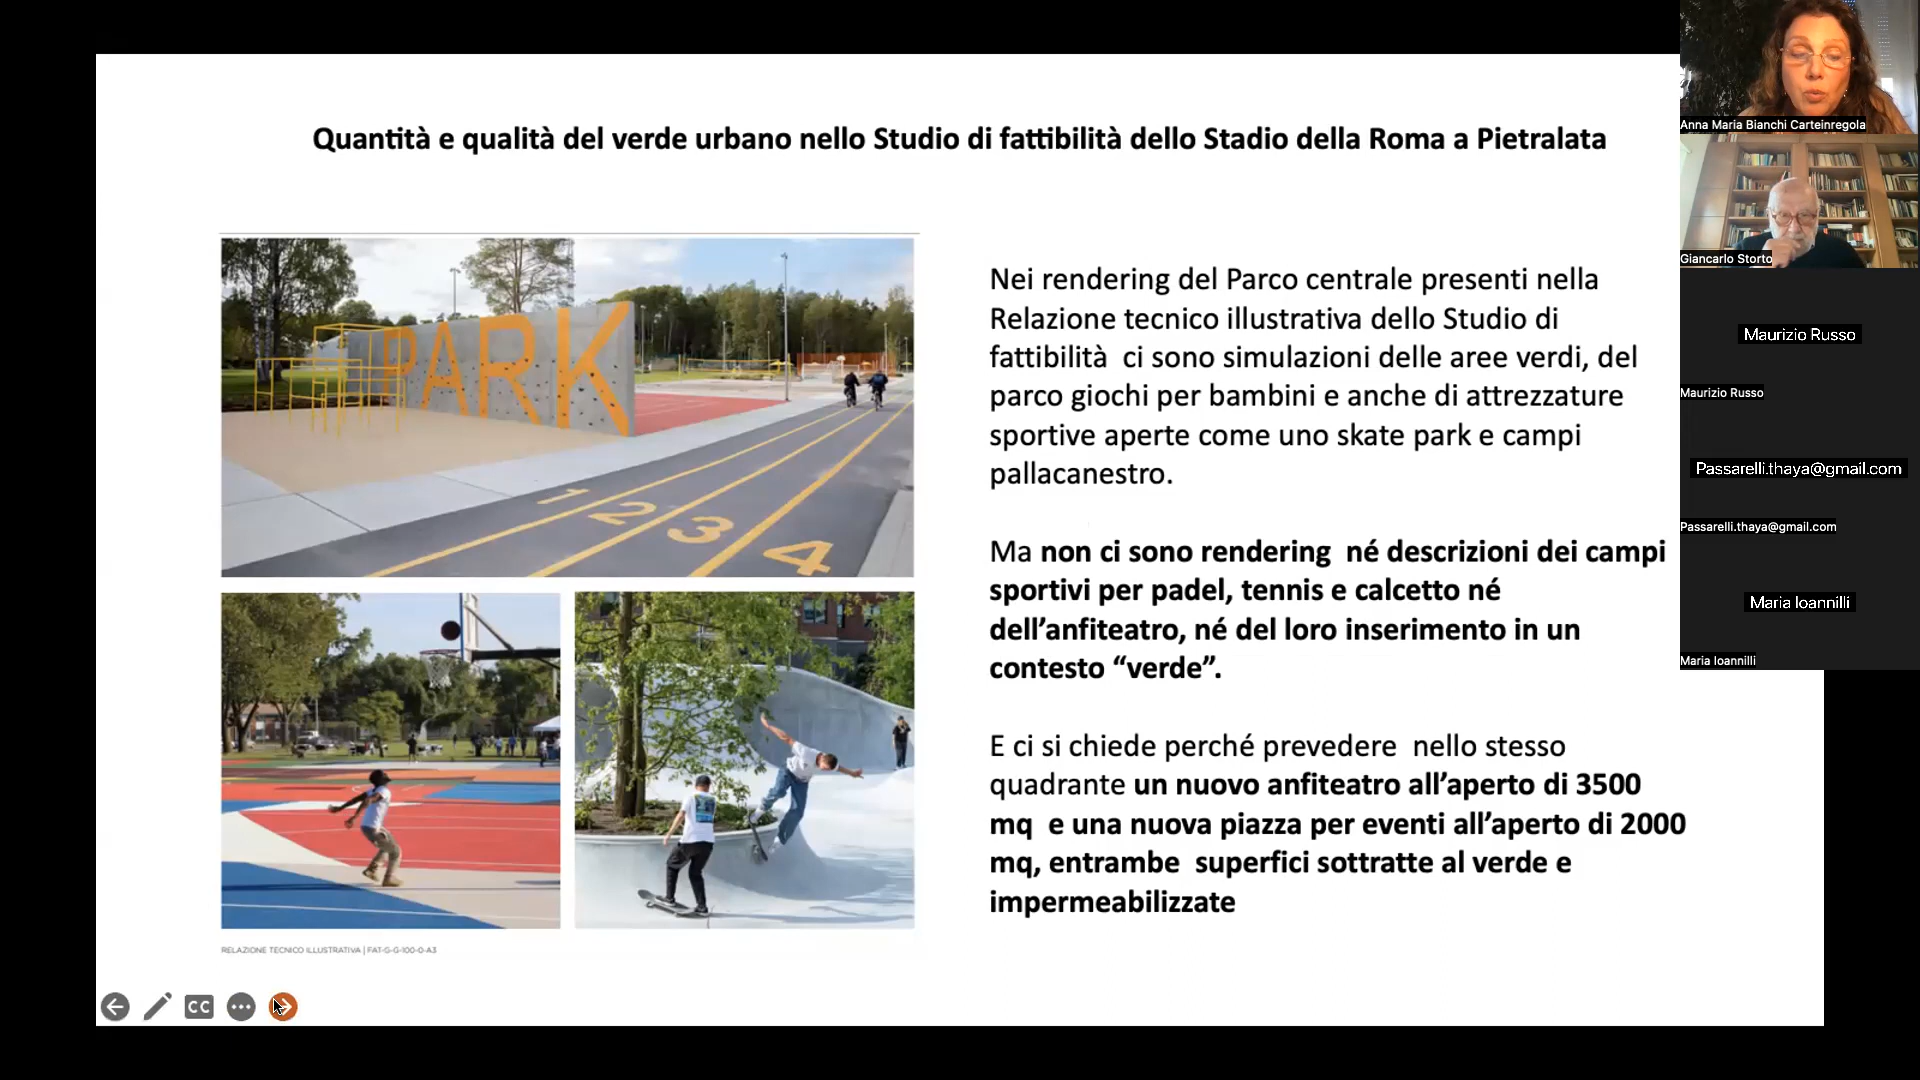 Quantità e qualità del verde urbano nello Studio di fattibilità dello Stadio della Roma a Pietralata
PARK
1 2 3 4
Nei rendering del Parco centrale presenti nella
Relazione tecnico illustrativa dello Studio di
fattibilità ci sono simulazioni delle aree verdi, del
parco giochi per bambini e anche di attrezzature
sportive aperte come uno skate park e campi
pallacanestro.
Ma non ci sono rendering né descrizioni dei campi
sportivi per padel, tennis e calcetto né
dell’anfiteatro, né del loro inserimento in un
contesto “verde”.
E ci si chiede perché prevedere nello stesso
quadrante un nuovo anfiteatro all’aperto di 3500
mq e una nuova piazza per eventi all’aperto di 2000
mq, entrambe superfici sottratte al verde e
impermeabilizzate
RELAZIONE TECNICO ILLUSTRATIVA | FAT-G-G-100-0-A3
CC
Anna Maria Bianchi Carteinregola
Giancarlo Storto
Maurizio Russo
Maurizio Russo
Passarelli.thaya@gmail.com
Passarelli.thaya@gmail.com
Maria Ioannilli
Maria Ioannilli